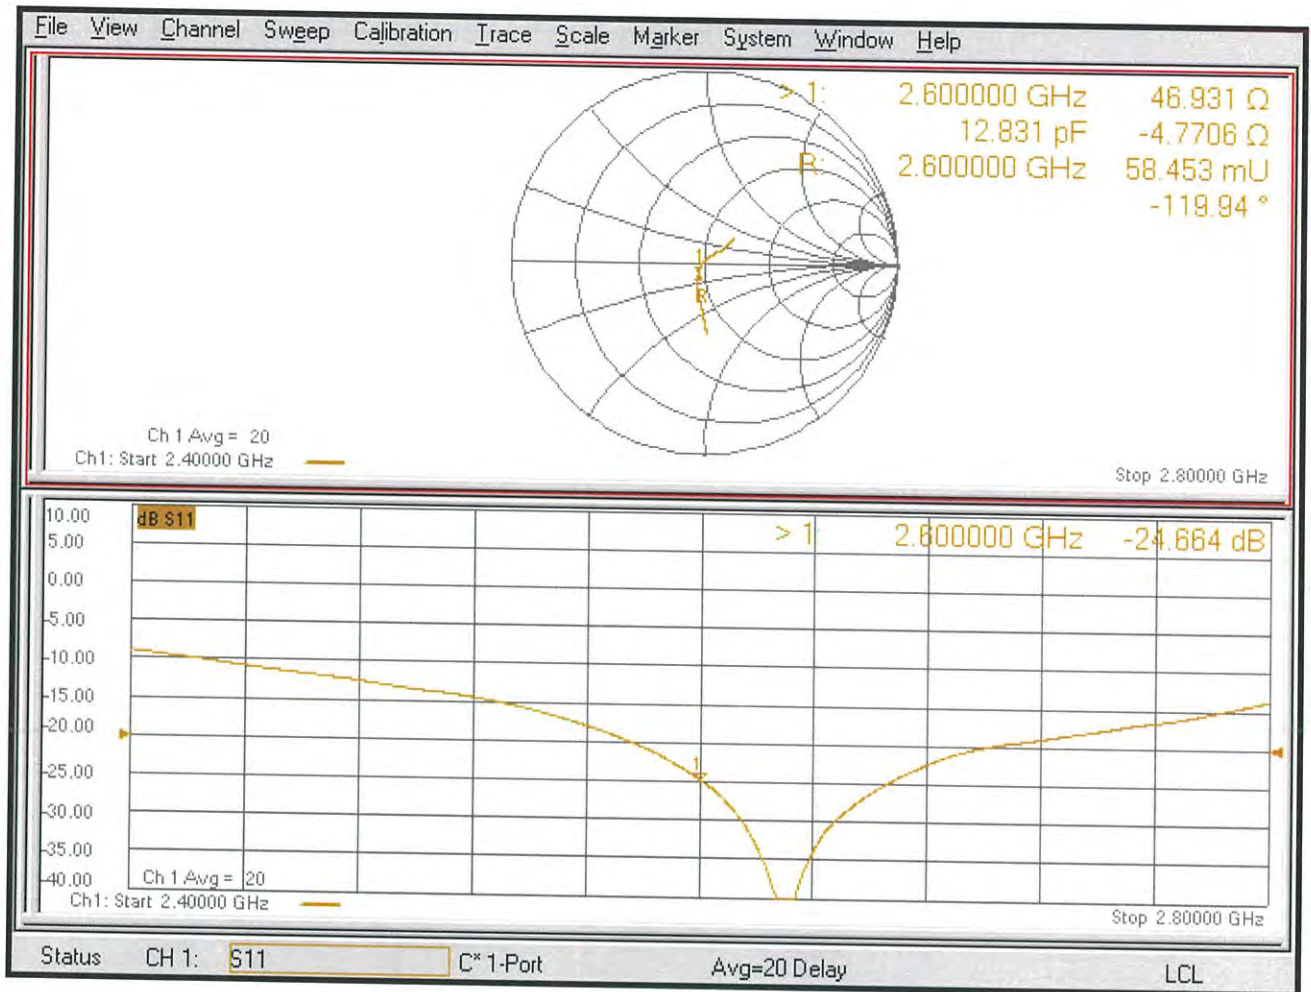 File View Channel Sweep Calibration Trace Scale Marker System Window Help
> 1: 2.600000 GHz 46.931 Ω
12.831 pF -4.7706 Ω
R: 2.600000 GHz 58.453 mU
-119.94 °
1
R
Ch 1 Avg = 20
Ch1: Start 2.40000 GHz
Stop 2.80000 GHz
10.00
dB S11
> 1: 2.600000 GHz -24.664 dB
5.00
0.00
-5.00
-10.00
-15.00
-20.00
-25.00
1
-30.00
-35.00
-40.00
Ch 1 Avg = 20
Ch1: Start 2.40000 GHz
Stop 2.80000 GHz
Status CH 1: S11 C* 1-Port Avg=20 Delay LCL